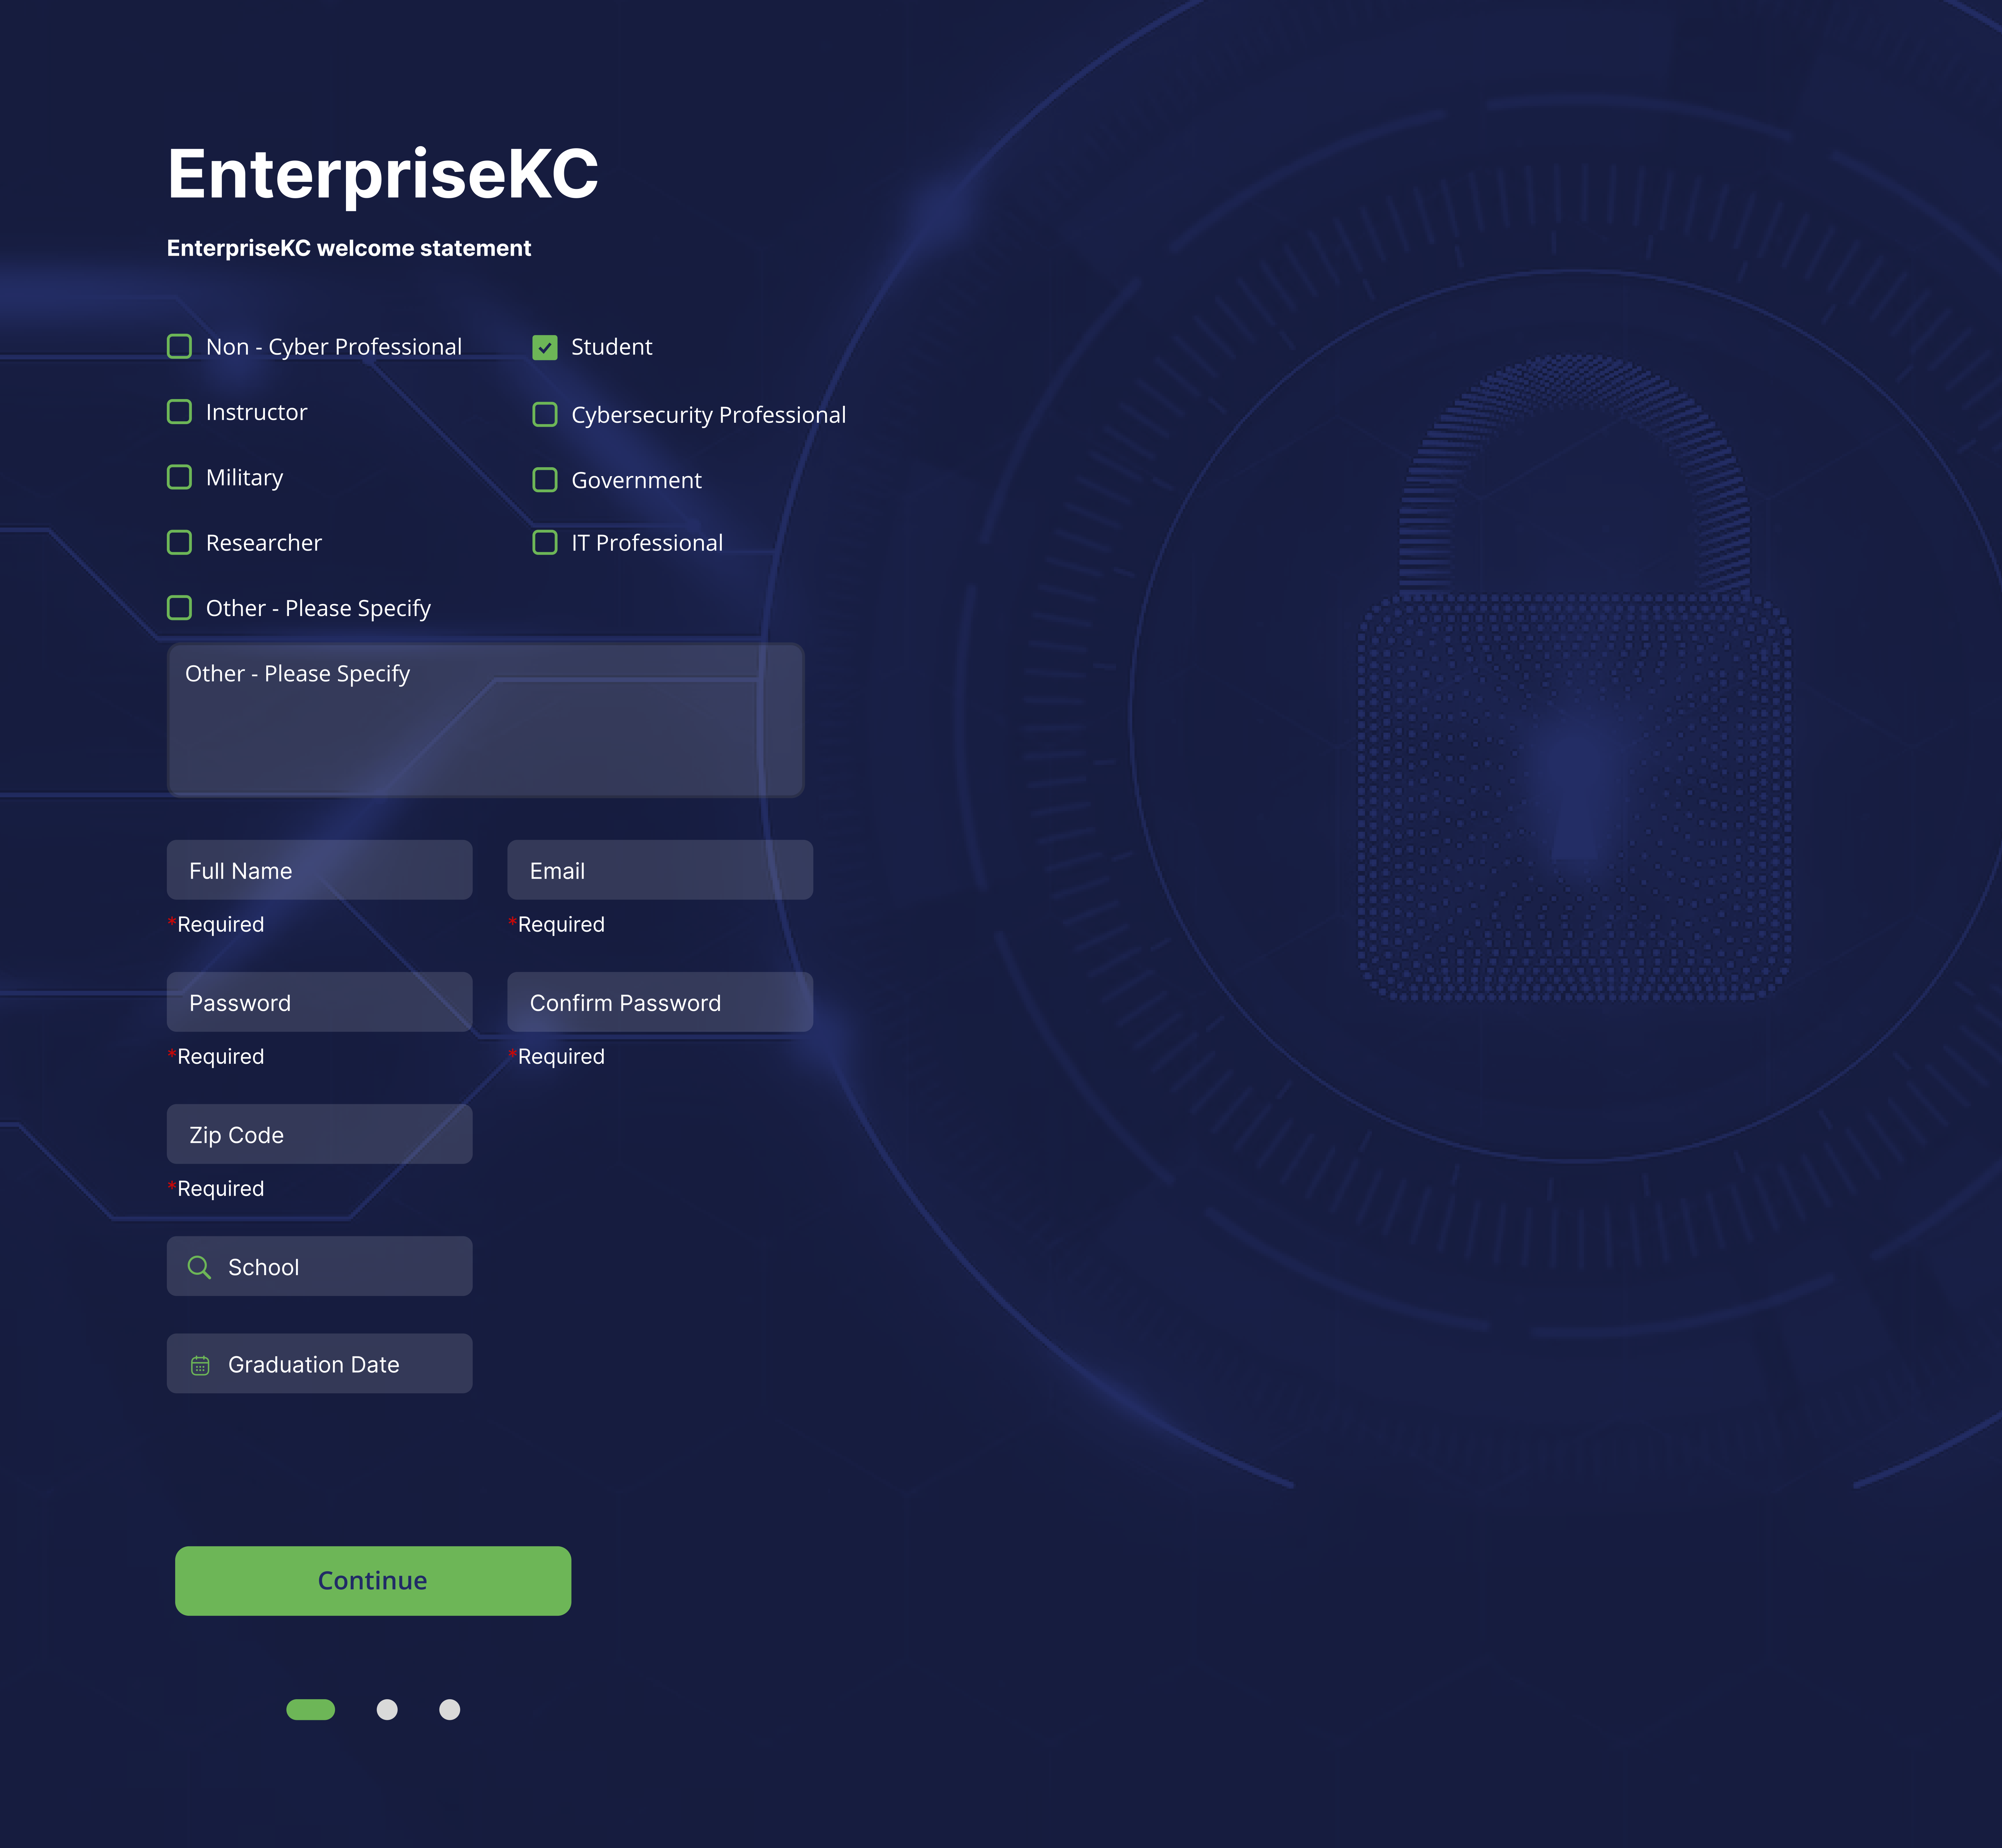 EnterpriseKC
EnterpriseKC welcome statement
Non - Cyber Professional
Student
Instructor
Cybersecurity Professional
Military
Government
Researcher
IT Professional
Other - Please Specify
Other - Please Specify
Full Name
Email
*Required
*Required
Password
Confirm Password
*Required
*Required
Zip Code
*Required
School
Graduation Date
Continue